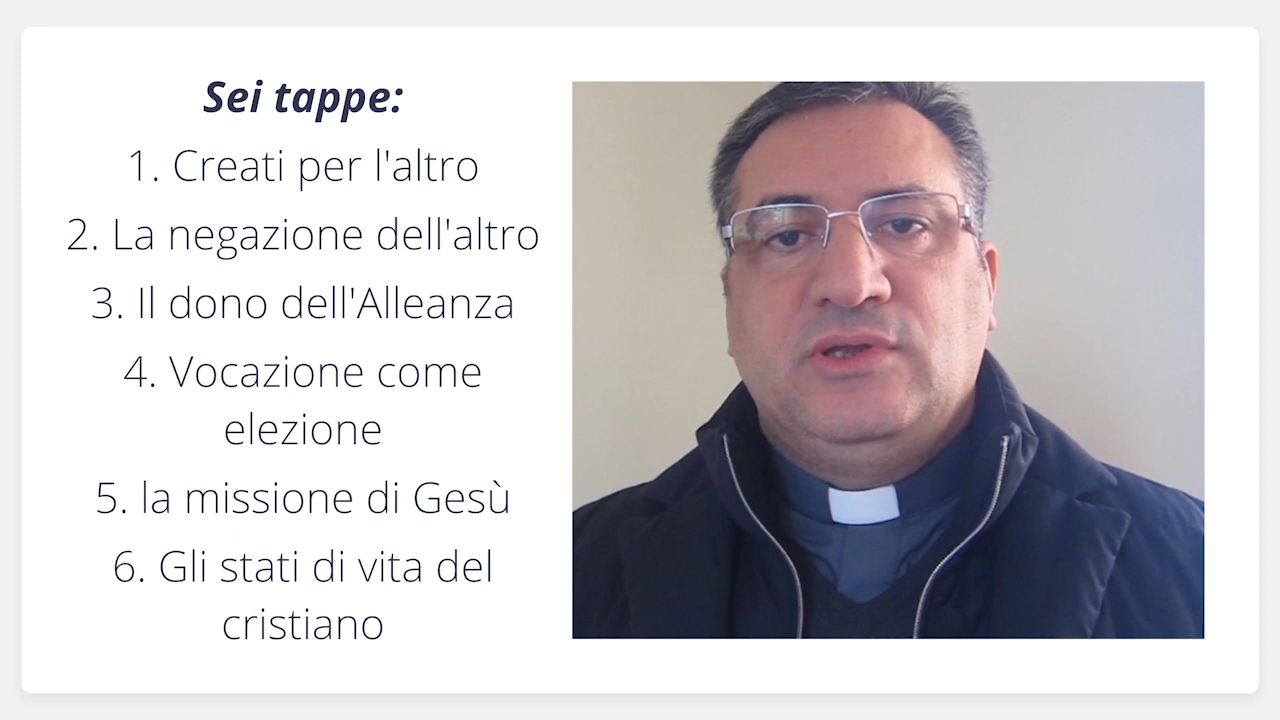 Sei tappe:
1. Creati per l'altro
2. La negazione dell'altro
3. Il dono dell'Alleanza
4. Vocazione come
elezione
5. la missione di Gesù
6. Gli stati di vita del
cristiano